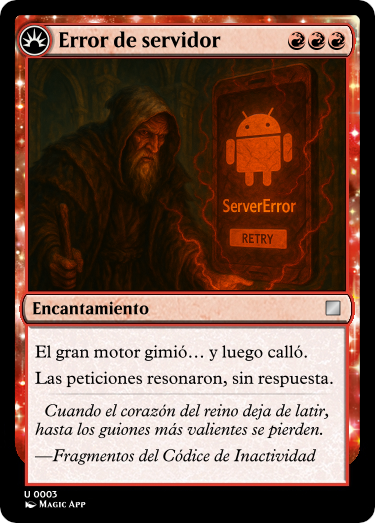 Error de servidor
ServerError
RETRY
Encantamiento
El gran motor gimió… y luego calló.
Las peticiones resonaron, sin respuesta.
Cuando el corazón del reino deja de latir,
hasta los guiones más valientes se pierden.
—Fragmentos del Códice de Inactividad
U 0003
Magic App